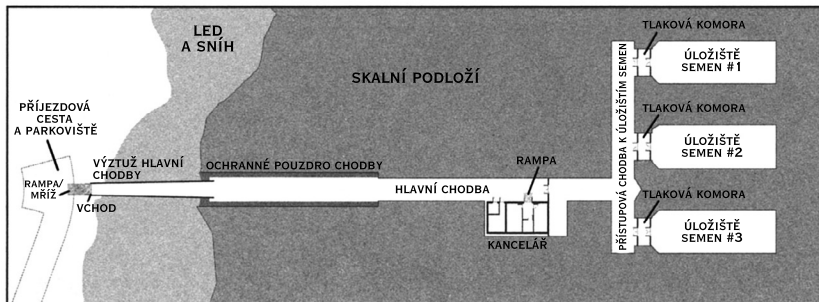 LED
A SNÍH
SKALNÍ PODLOŽÍ
PŘÍJEZDOVÁ
CESTA
A PARKOVIŠTĚ
RAMPA/
MŘÍŽ
VCHOD
VÝZTUŽ HLAVNÍ
CHODBY
OCHRANNÉ POUZDRO CHODBY
HLAVNÍ CHODBA
RAMPA
KANCELÁŘ
PŘÍSTUPOVÁ CHODBA K ÚLOŽIŠTÍM SEMEN
TLAKOVÁ KOMORA
ÚLOŽIŠTĚ
SEMEN #1
TLAKOVÁ KOMORA
ÚLOŽIŠTĚ
SEMEN #2
TLAKOVÁ KOMORA
ÚLOŽIŠTĚ
SEMEN #3